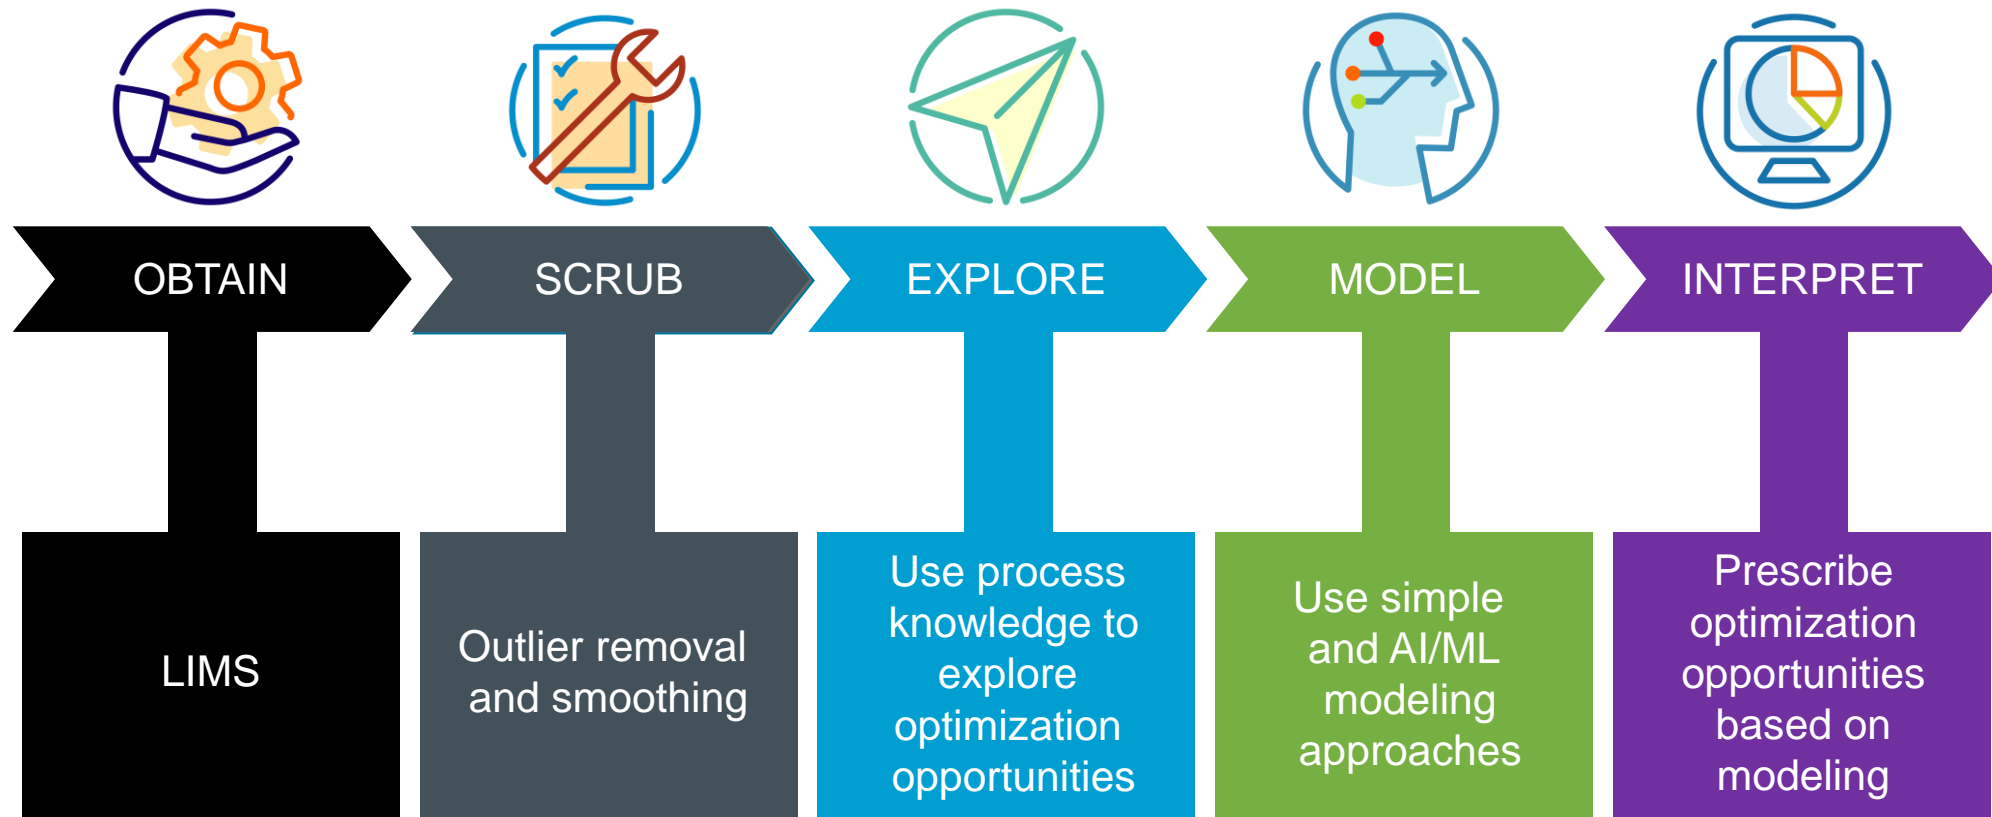 OBTAIN
SCRUB
EXPLORE
MODEL
INTERPRET
LIMS
Outlier removal
and smoothing
Use process
knowledge to
explore
optimization
opportunities
Use simple
and AI/ML
modeling
approaches
Prescribe
optimization
opportunities
based on
modeling